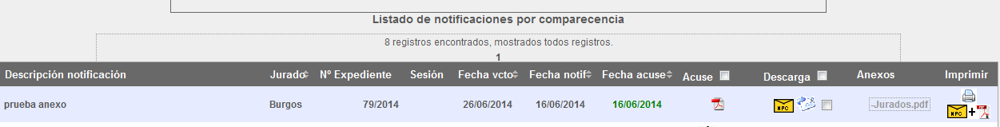 Listado de notificaciones por comparecencia
8 registros encontrados, mostrados todos registros.
1
Descripción notificación Jurado Nº Expediente Sesión Fecha vcto Fecha notif Fecha acuse Acuse Descarga Anexos Imprimir
prueba anexo Burgos 79/2014 26/06/2014 16/06/2014 16/06/2014 NPC -Jurados.pdf
NPC +